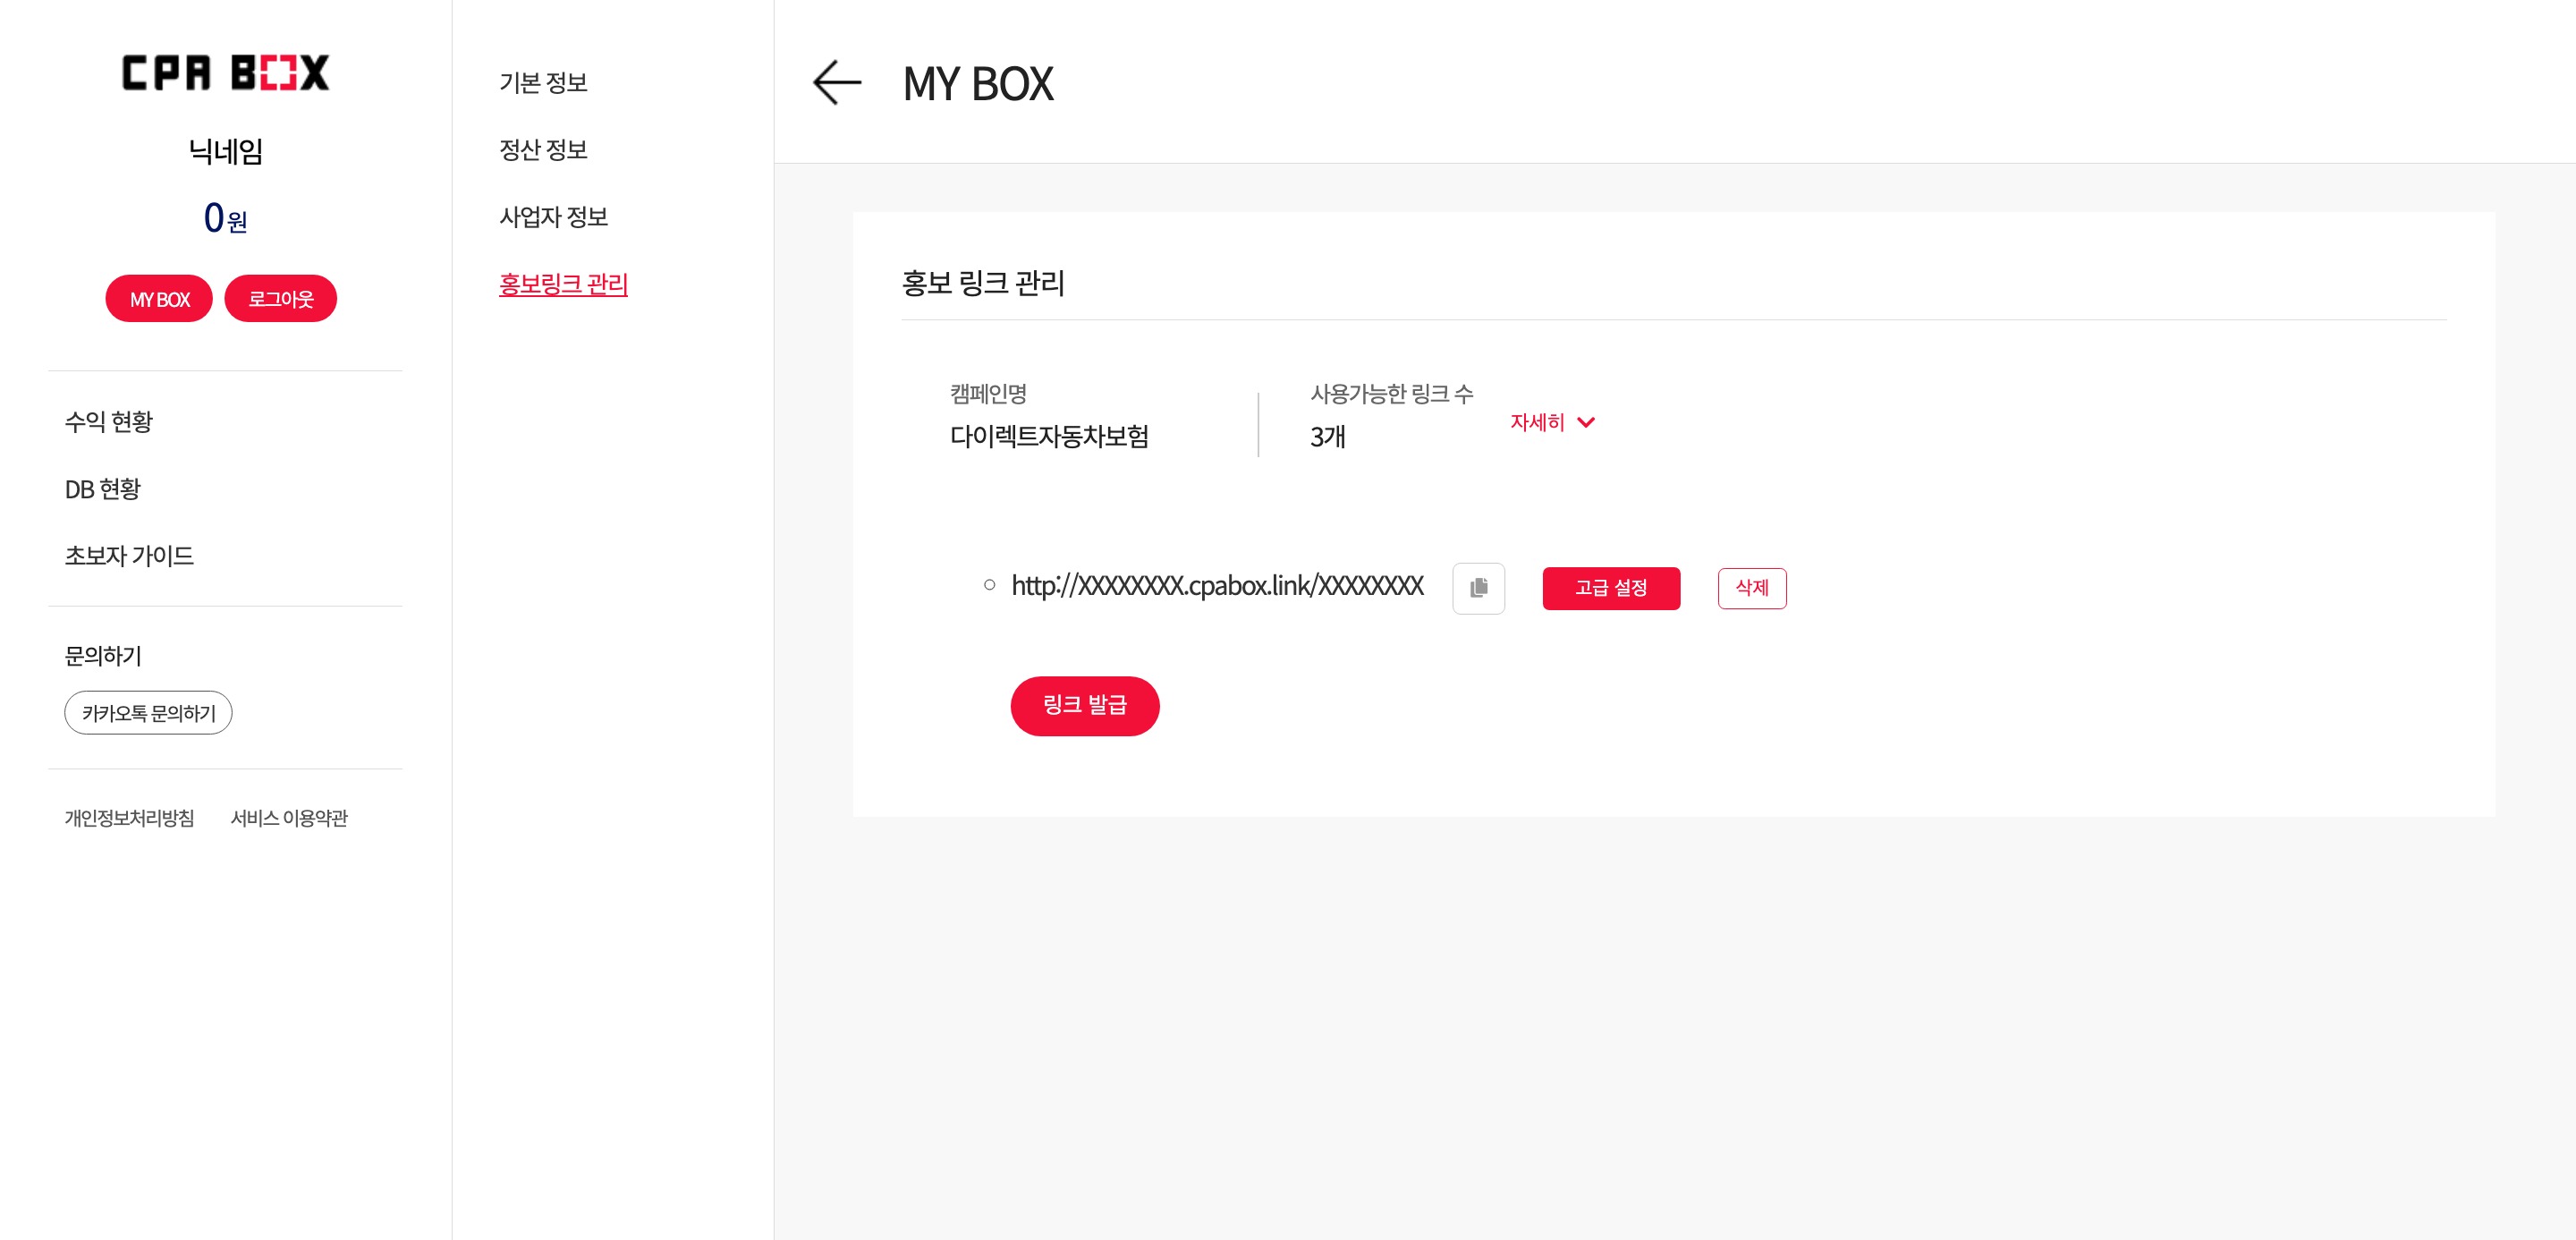 CPA BOX
닉네임
0원
MY BOX
로그아웃
수익 현황
DB 현황
초보자 가이드
문의하기
카카오톡 문의하기
개인정보처리방침
서비스 이용약관
기본 정보
정산 정보
사업자 정보
홍보링크 관리
MY BOX
홍보 링크 관리
캠페인명
다이렉트자동차보험
사용가능한 링크 수
3개
자세히
http://XXXXXXXX.cpabox.link/XXXXXXXX
고급 설정
삭제
링크 발급